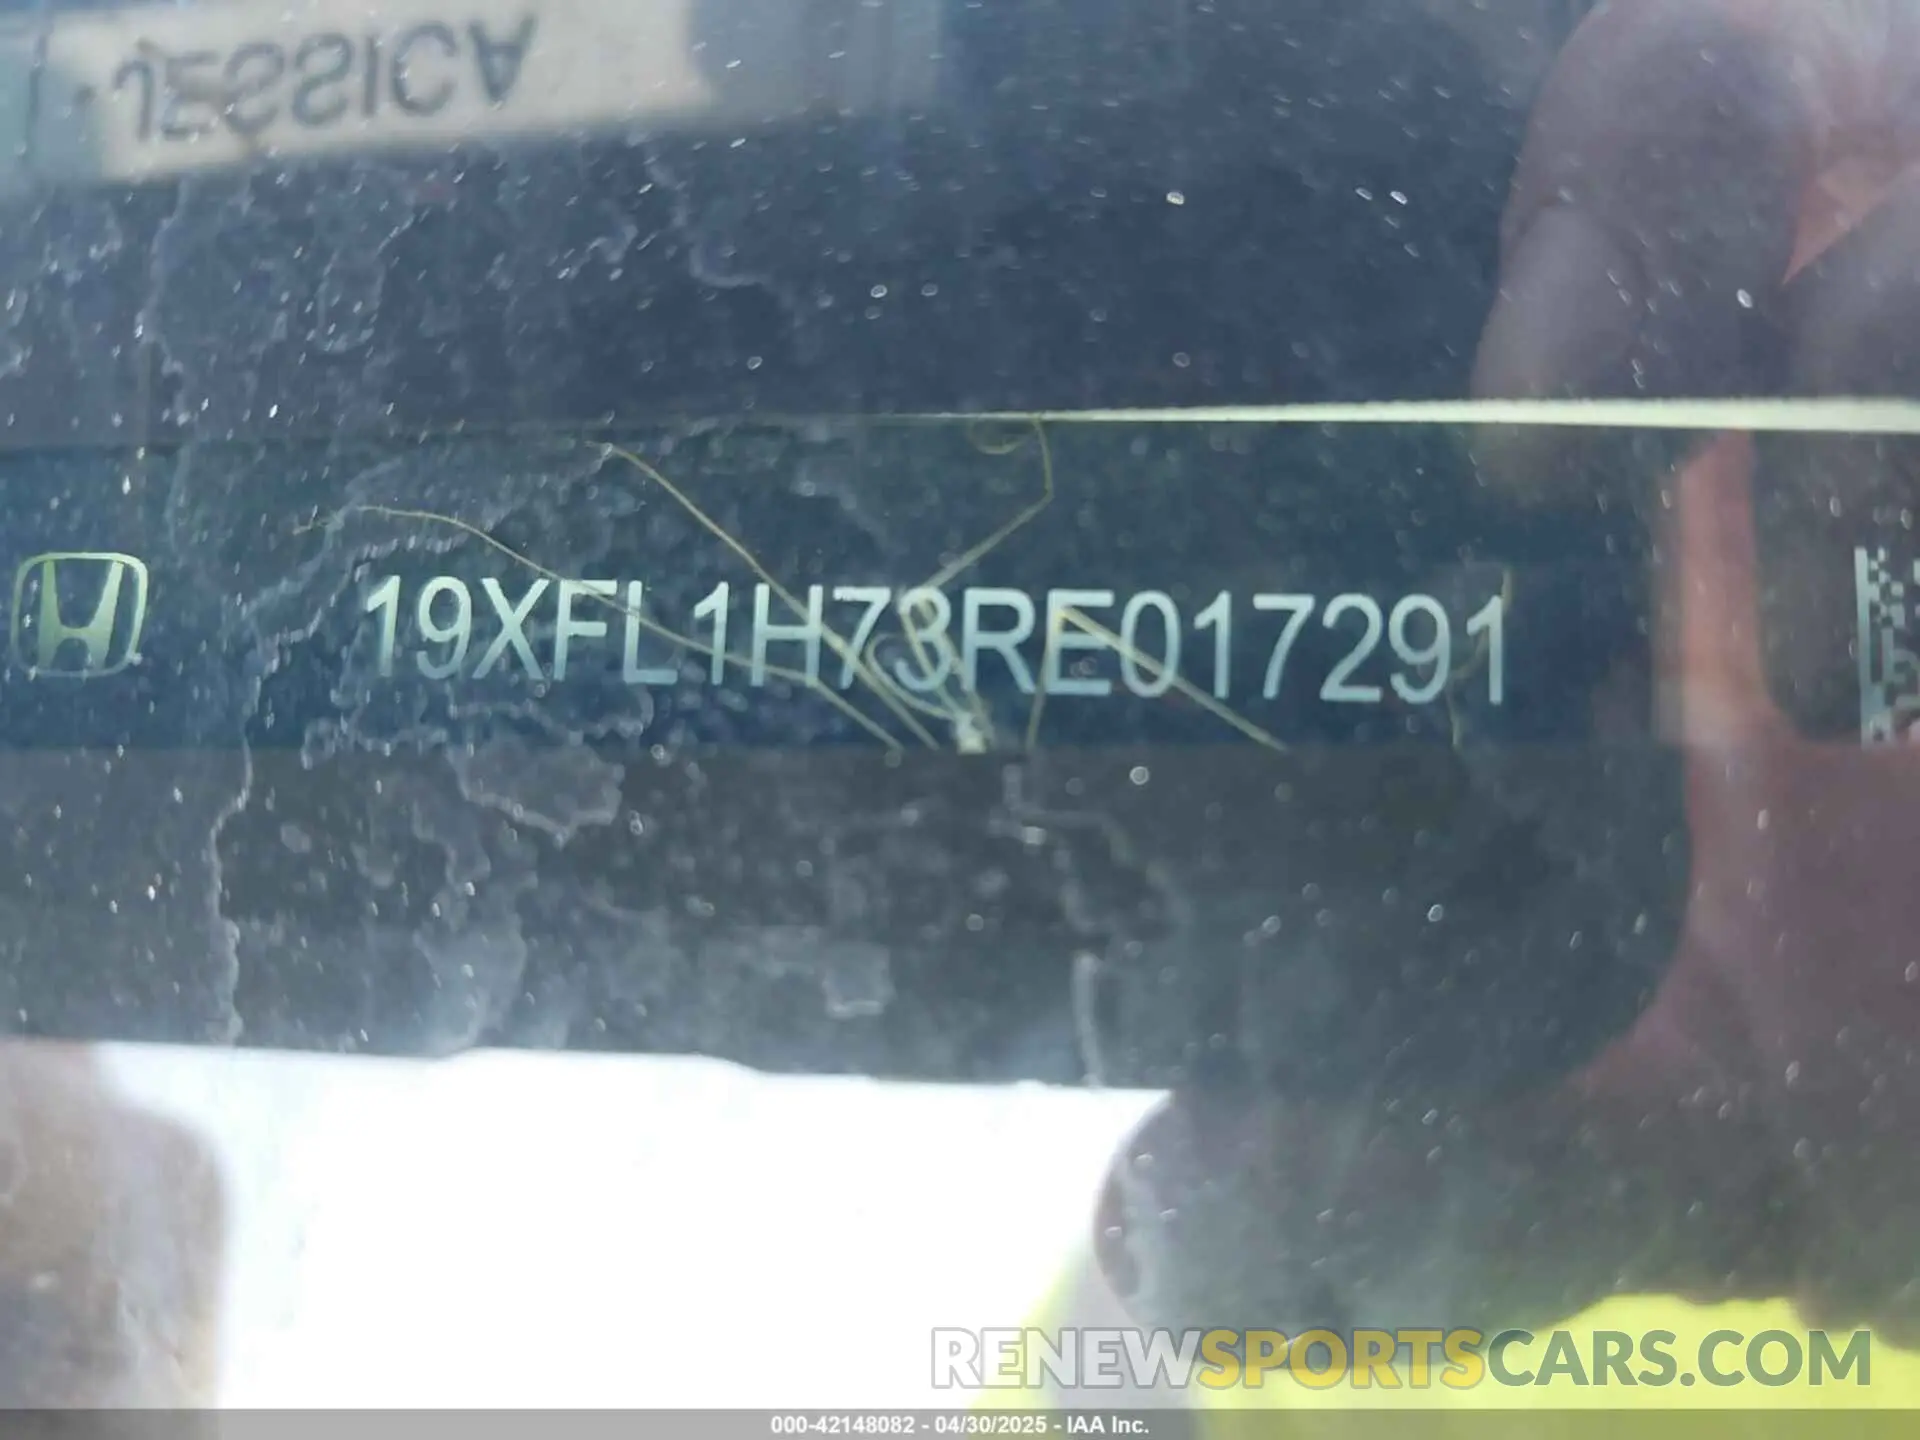 JESSICA
19XFL1H73RE017291
RENEWSPORTSCARS.COM
000-42148082 - 04/30/2025 - IAA Inc.